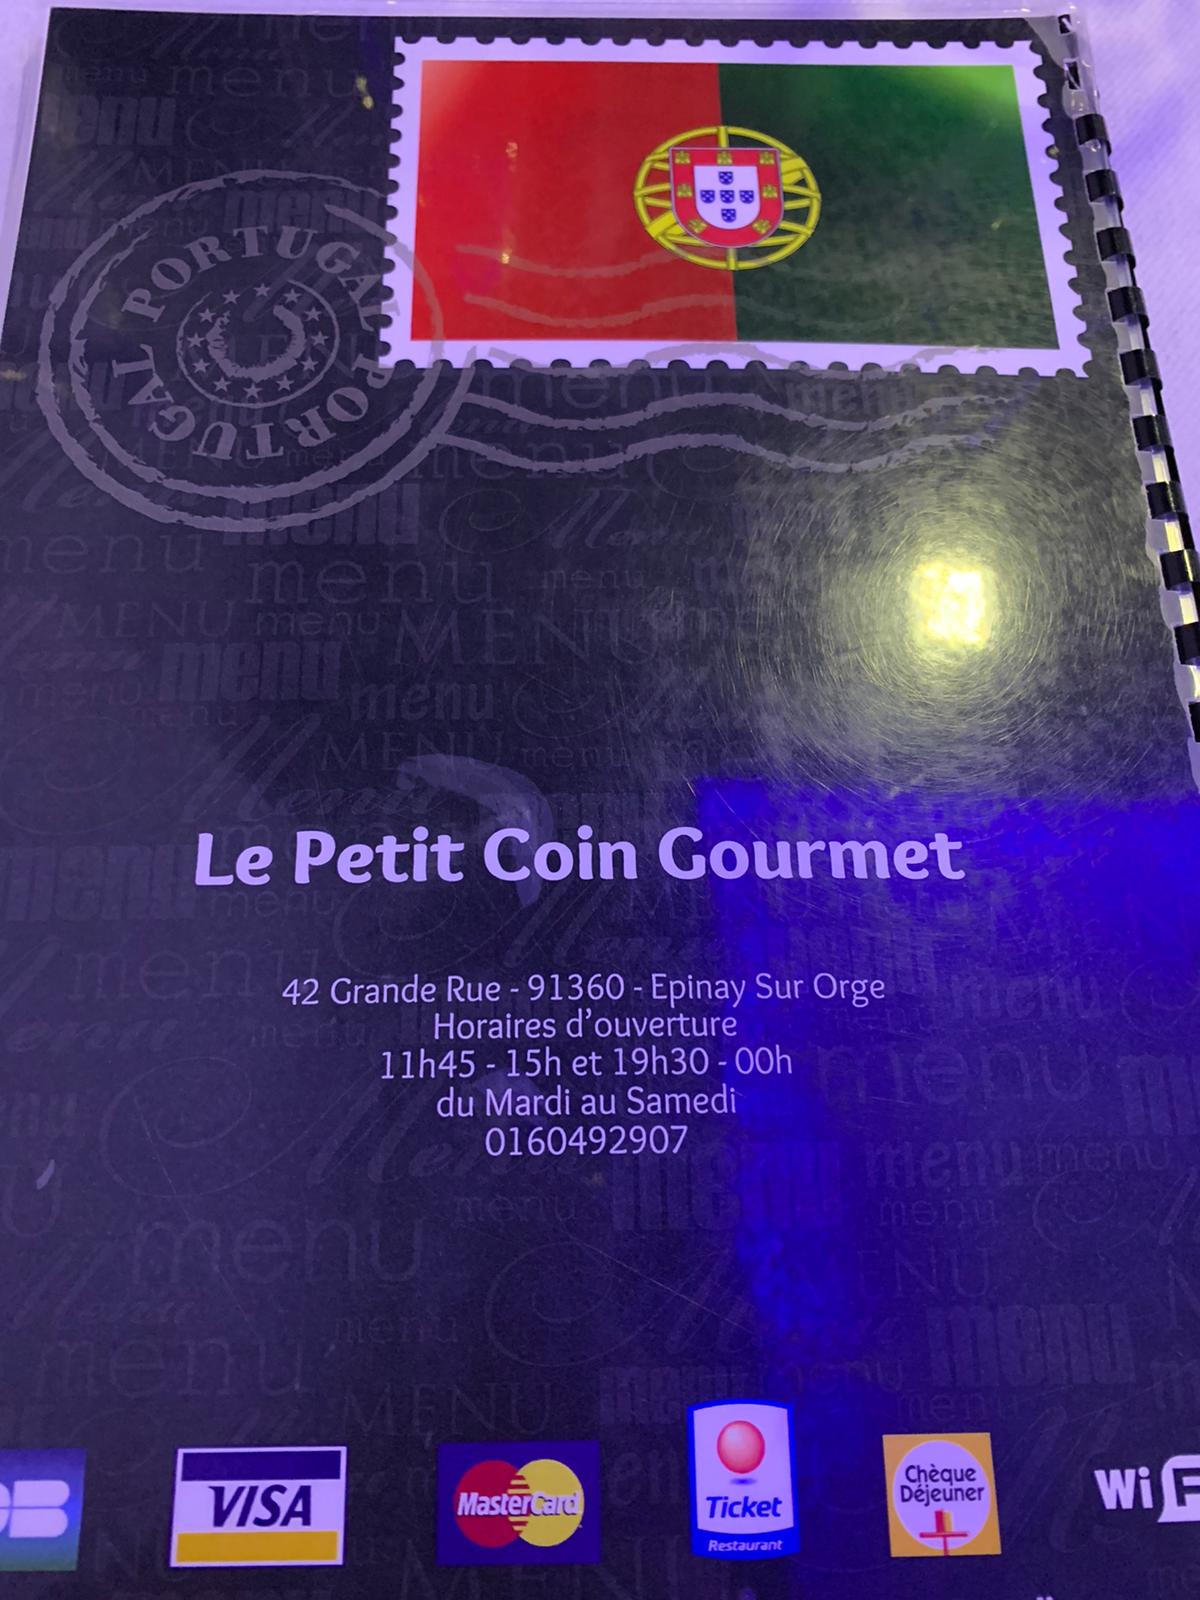 PORTUGAL PORTUGAL
Le Petit Coin Gourmet
42 Grande Rue - 91360 - Epinay Sur Orge
Horaires d'ouverture
11h45 - 15h et 19h30 - 00h
du Mardi au Samedi
0160492907
VISA
MasterCard
Ticket
Restaurant
Chèque
Déjeuner
Wi